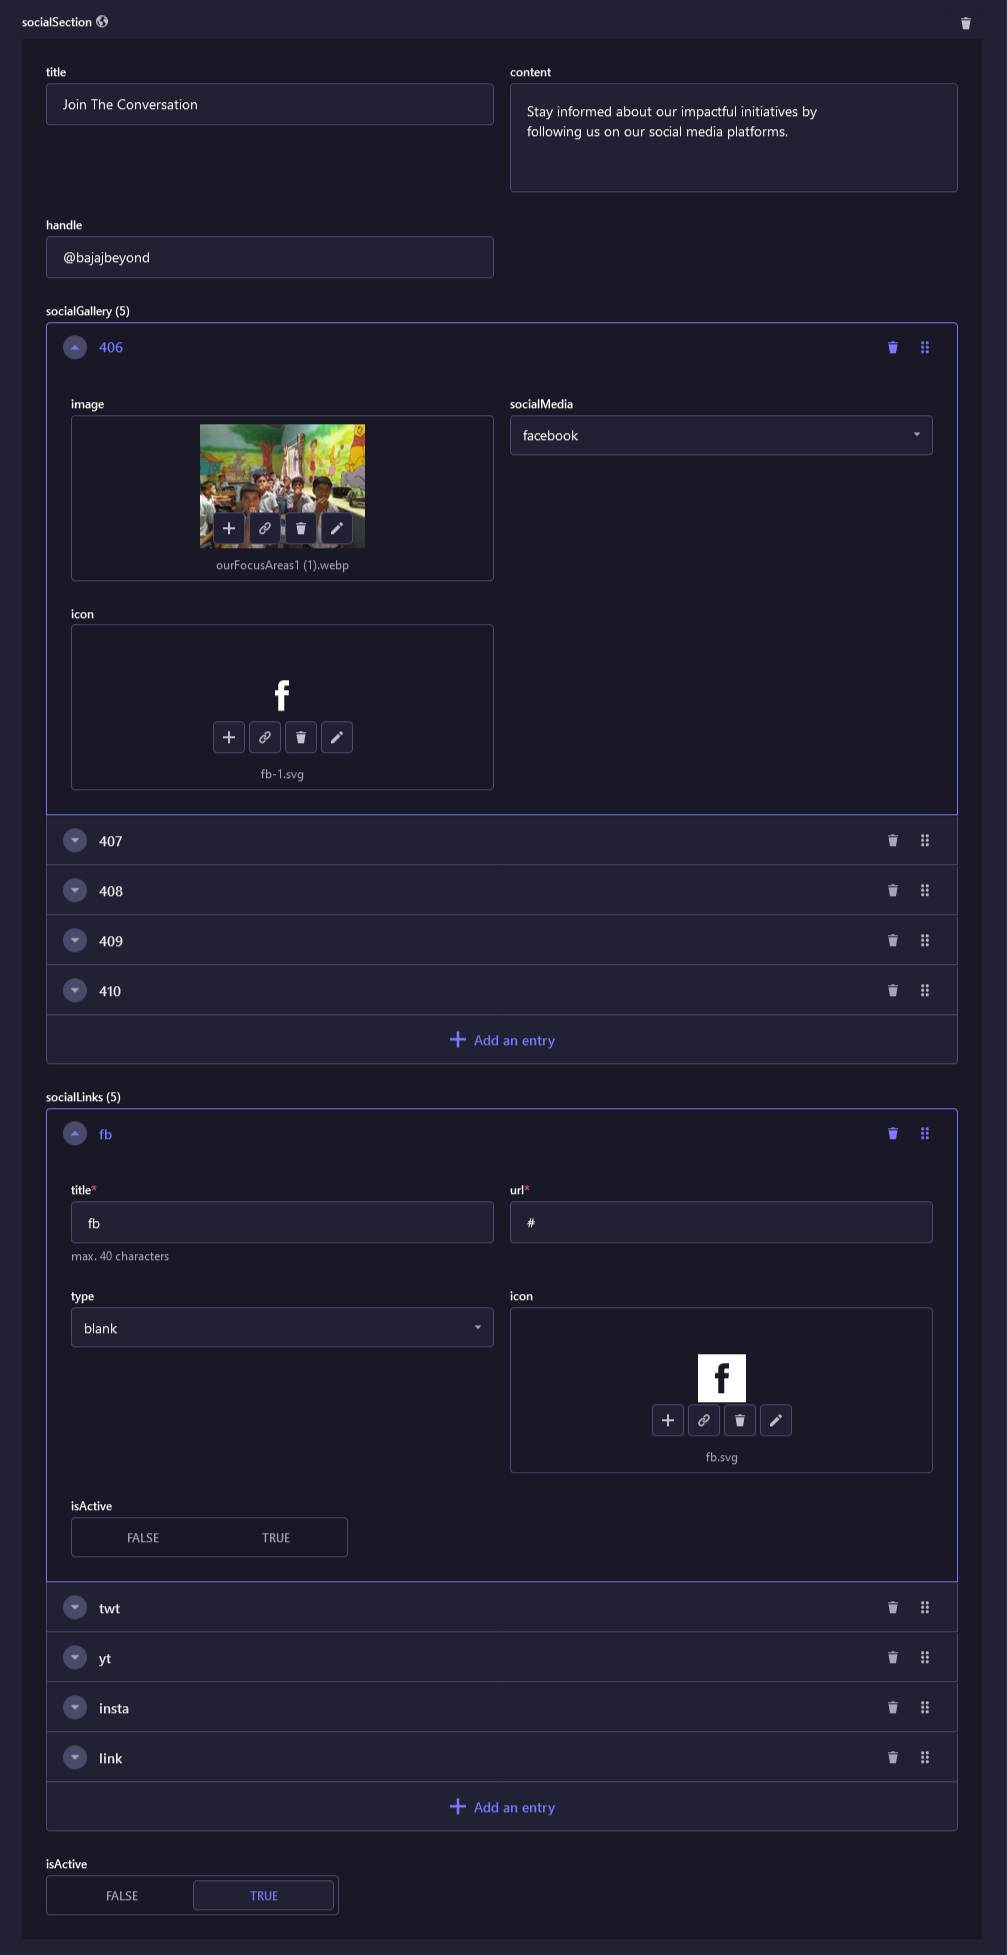 socialSection
title
Join The Conversation
content
Stay informed about our impactful initiatives by
following us on our social media platforms.
handle
@bajajbeyond
socialGallery (5)
406
image
ourFocusAreas1 (1).webp
socialMedia
facebook
icon
f
fb-1.svg
407
408
409
410
Add an entry
socialLinks (5)
fb
title*
fb
max. 40 characters
url*
#
type
blank
icon
f
fb.svg
isActive
FALSE TRUE
twt
yt
insta
link
Add an entry
isActive
FALSE TRUE